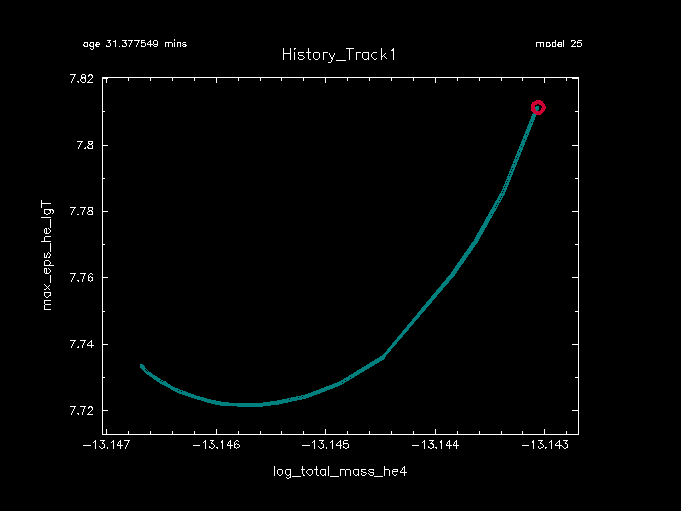 age 31.377549 mins
model 25
History_Track1
7.82
7.8
7.78
7.76
7.74
7.72
max_eps_he_lgT
−13.147
−13.146
−13.145
−13.144
−13.143
log_total_mass_he4